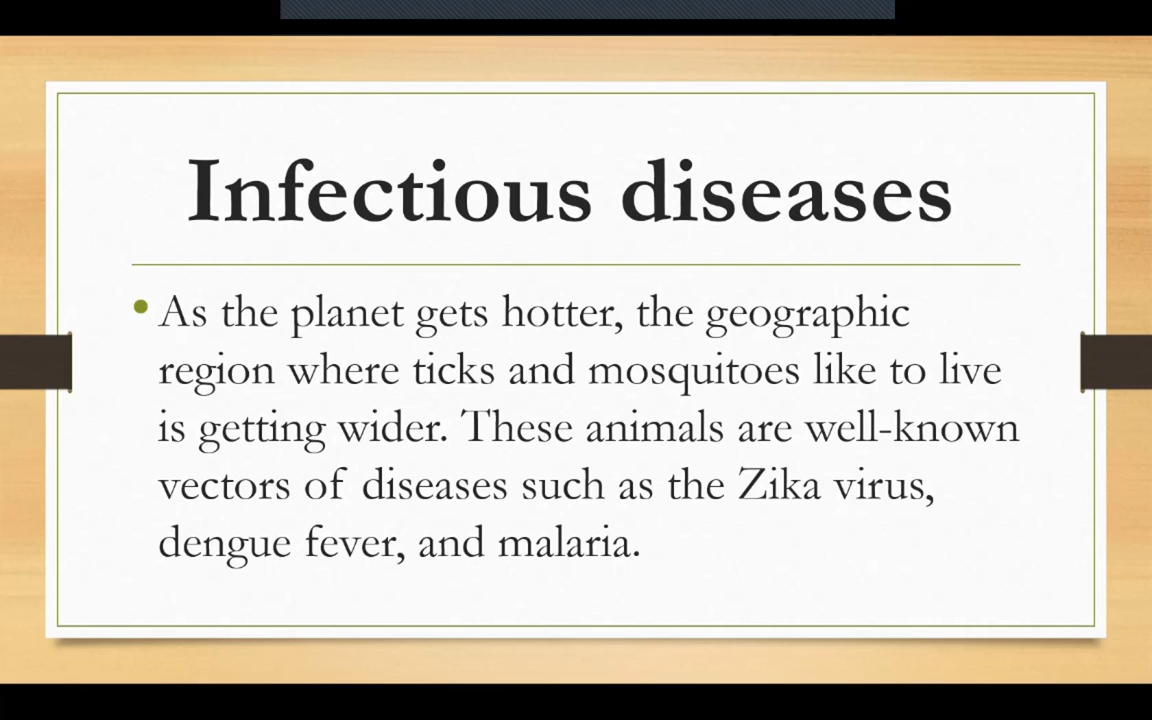 Infectious diseases
• As the planet gets hotter, the geographic
region where ticks and mosquitoes like to live
is getting wider. These animals are well-known
vectors of diseases such as the Zika virus,
dengue fever, and malaria.